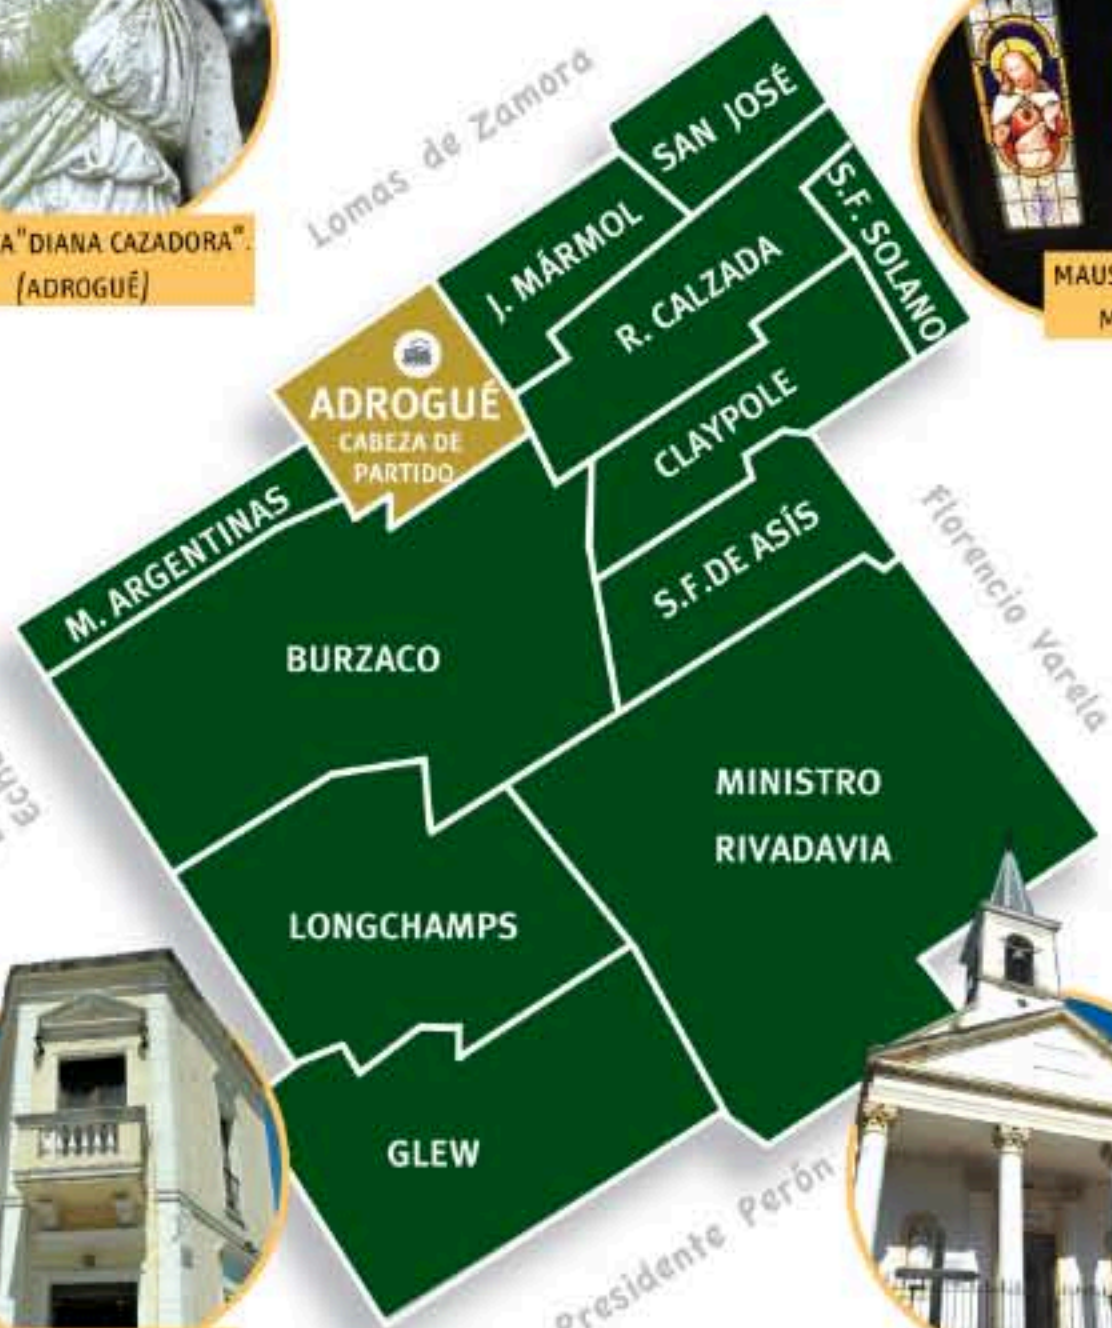 Lomas de Zamora
SAN JOSÉ
"DIANA CAZADORA".
(ADROGUÉ)
J. MÁRMOL
S.F. SOLANO
R. CALZADA
ADROGUÉ
CABEZA DE
PARTIDO
CLAYPOLE
M. ARGENTINAS
S.F.DE ASÍS
Florencio Varela
BURZACO
MINISTRO
RIVADAVIA
LONGCHAMPS
GLEW
Presidente Perón